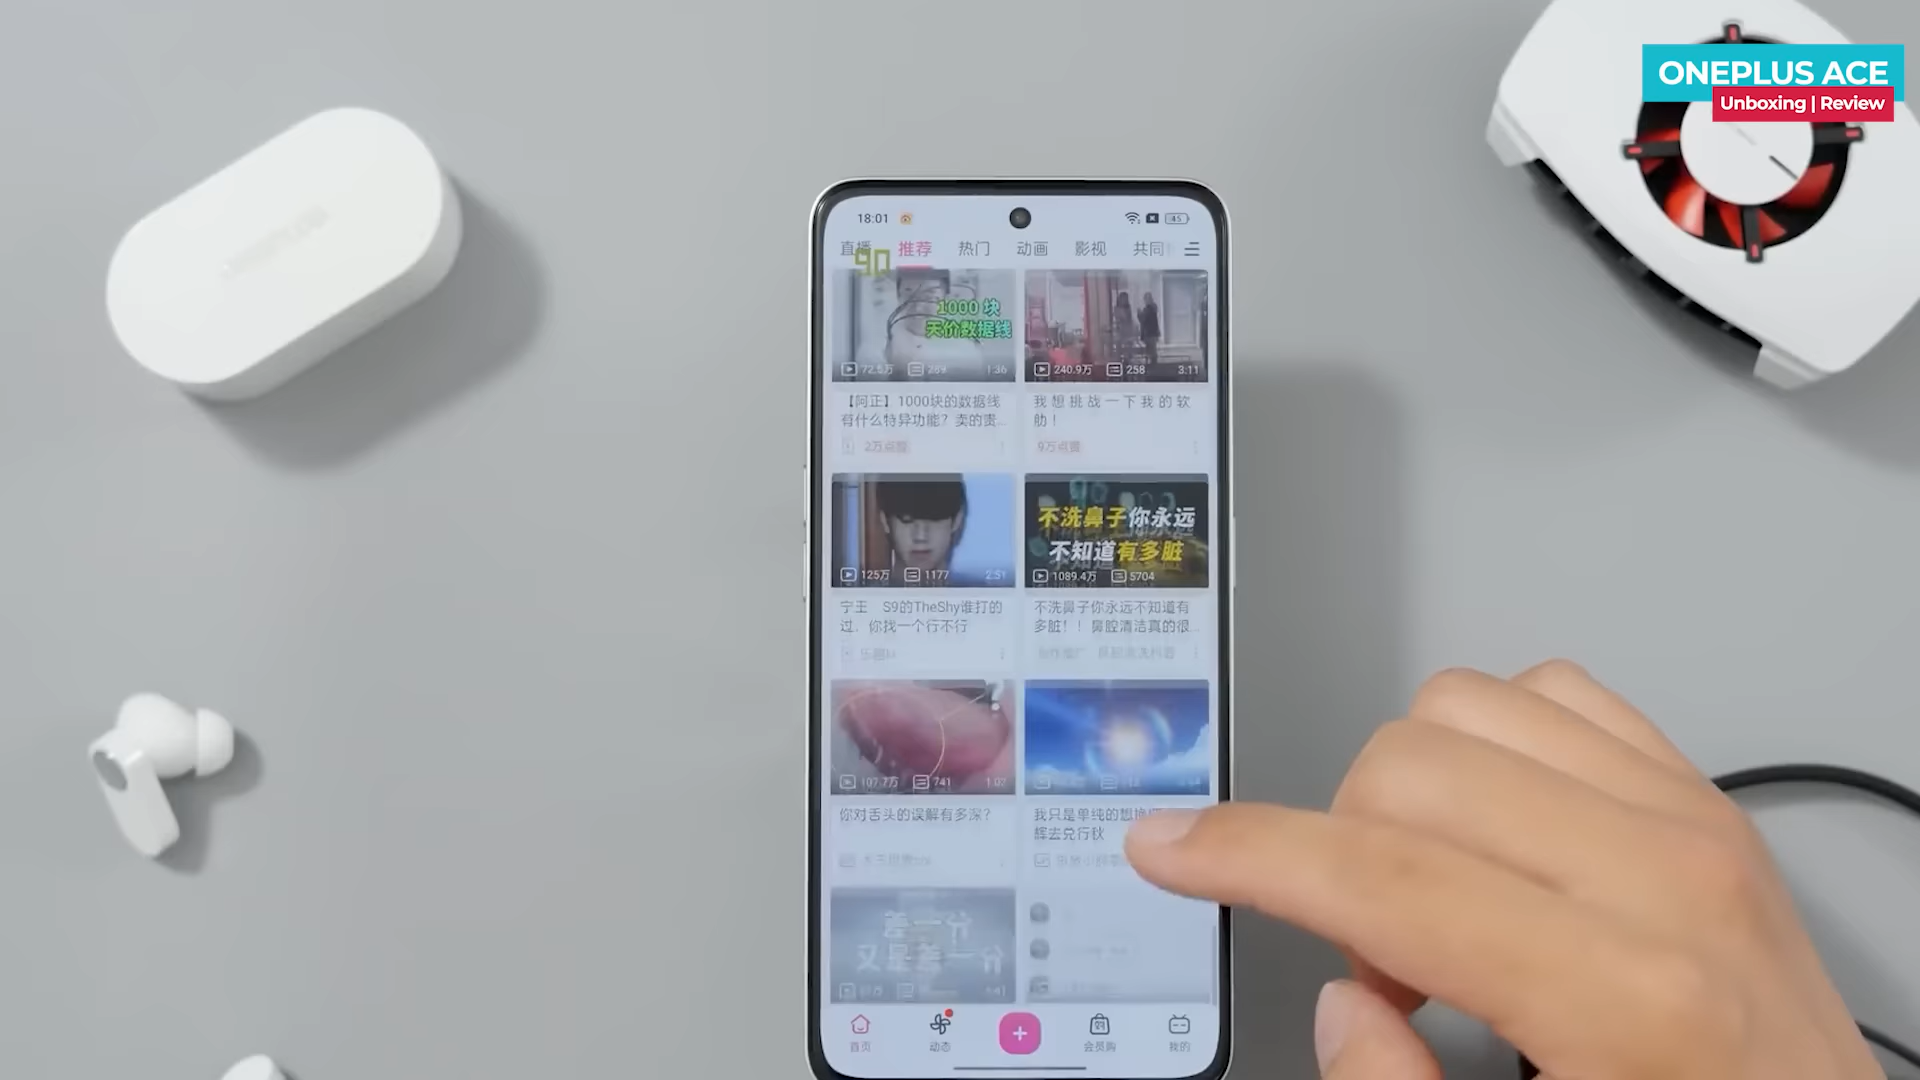 ONEPLUS ACE
Unboxing | Review
18:01
45
直播 推荐 热门 动画 影视 共同
90
1000 块
天价数据线
72.5万 289 1:36
240.9万 258 3:11
【阿正】1000块的数据线
有什么特异功能？卖的贵...
2万点赞
我想挑战一下我的软
肋！
9万点赞
125万 1177 2:51
不洗鼻子你永远
不知道有多脏
1089.4万 5704
宁王 S9的TheShy谁打的
过，你找一个行不行
不洗鼻子你永远不知道有
多脏！！鼻腔清洁真的很...
107.7万 741 1:07
你对舌头的误解有多深？
我只是单纯的想
辉去兑行秋
差一分
又是差一分
首页 动态 会员购 我的